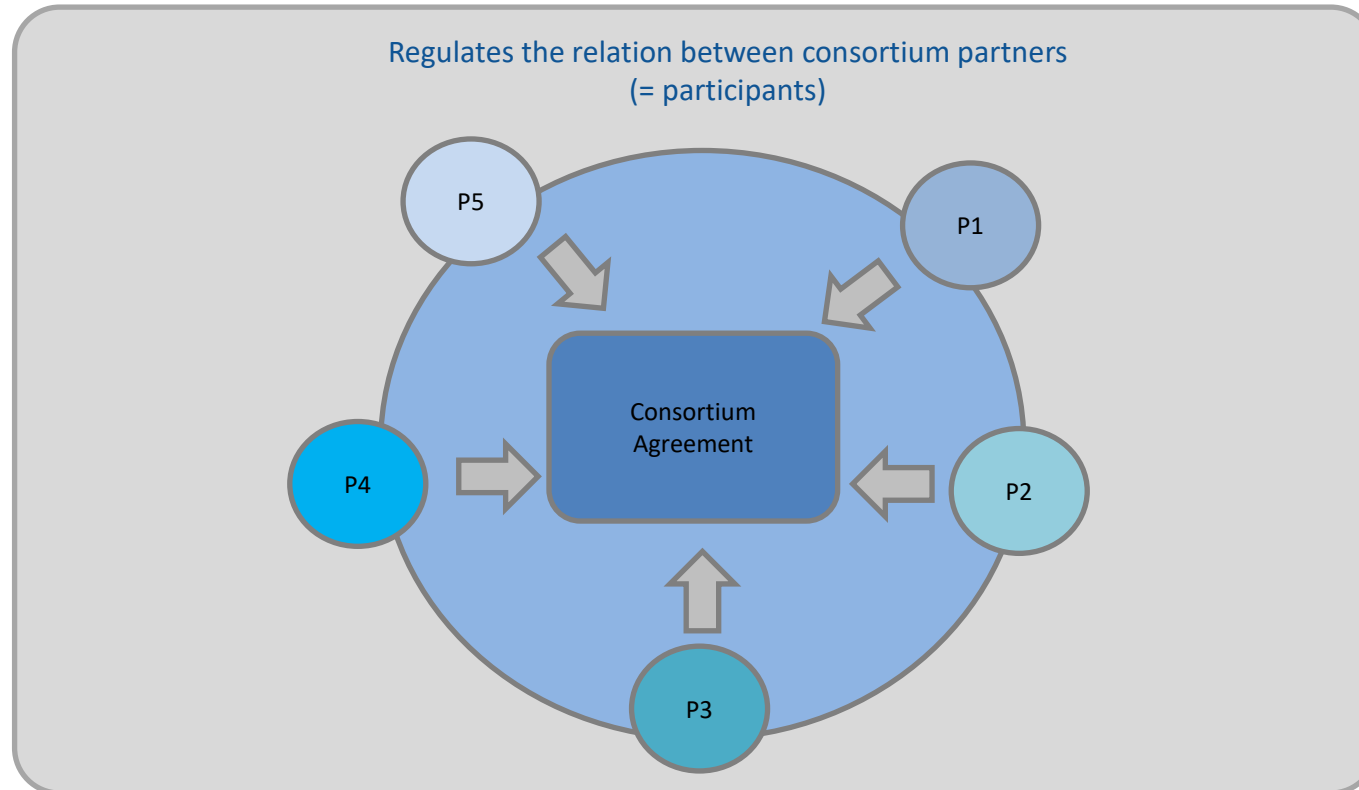 Regulates the relation between consortium partners
(= participants)
P5
P1
Consortium
Agreement
P4
P2
P3